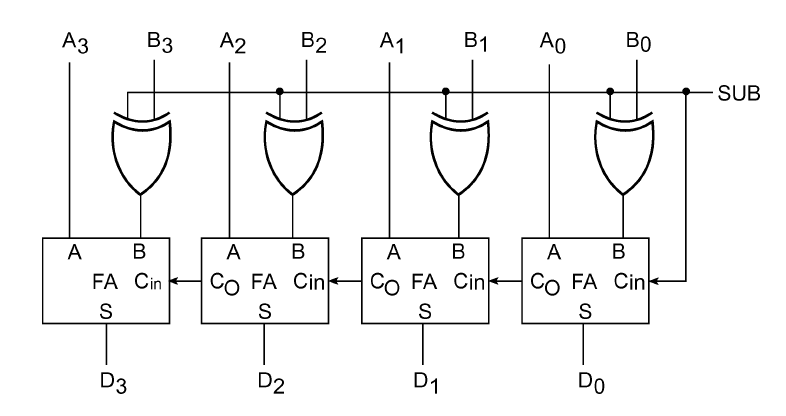 A3 B3 A2 B2 A1 B1 A0 B0
SUB
A B A B A B A B
FA Cin CO FA Cin CO FA Cin CO FA Cin
S S S S
D3 D2 D1 D0